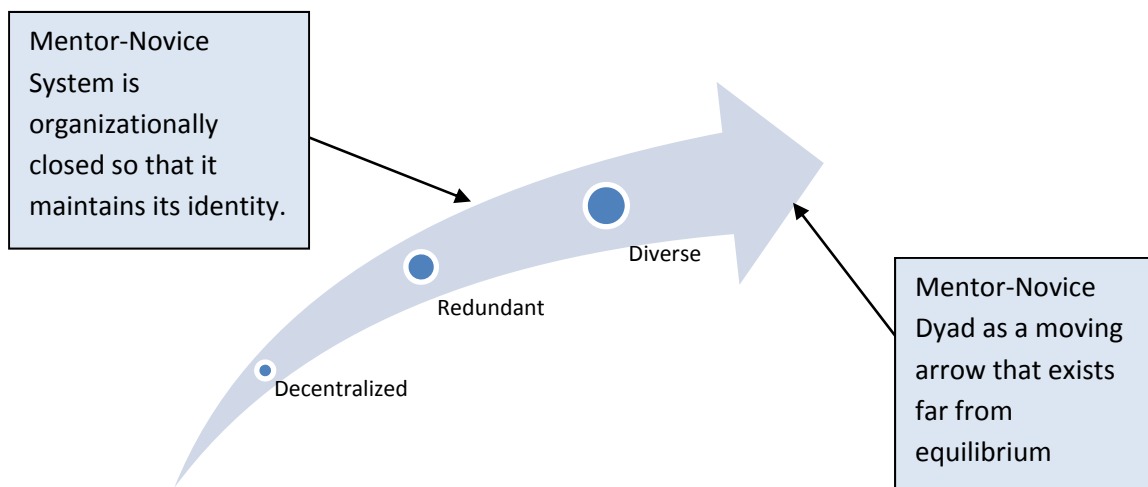 Mentor-Novice
System is
organizationally
closed so that it
maintains its identity.
Diverse
Redundant
Decentralized
Mentor-Novice
Dyad as a moving
arrow that exists
far from
equilibrium